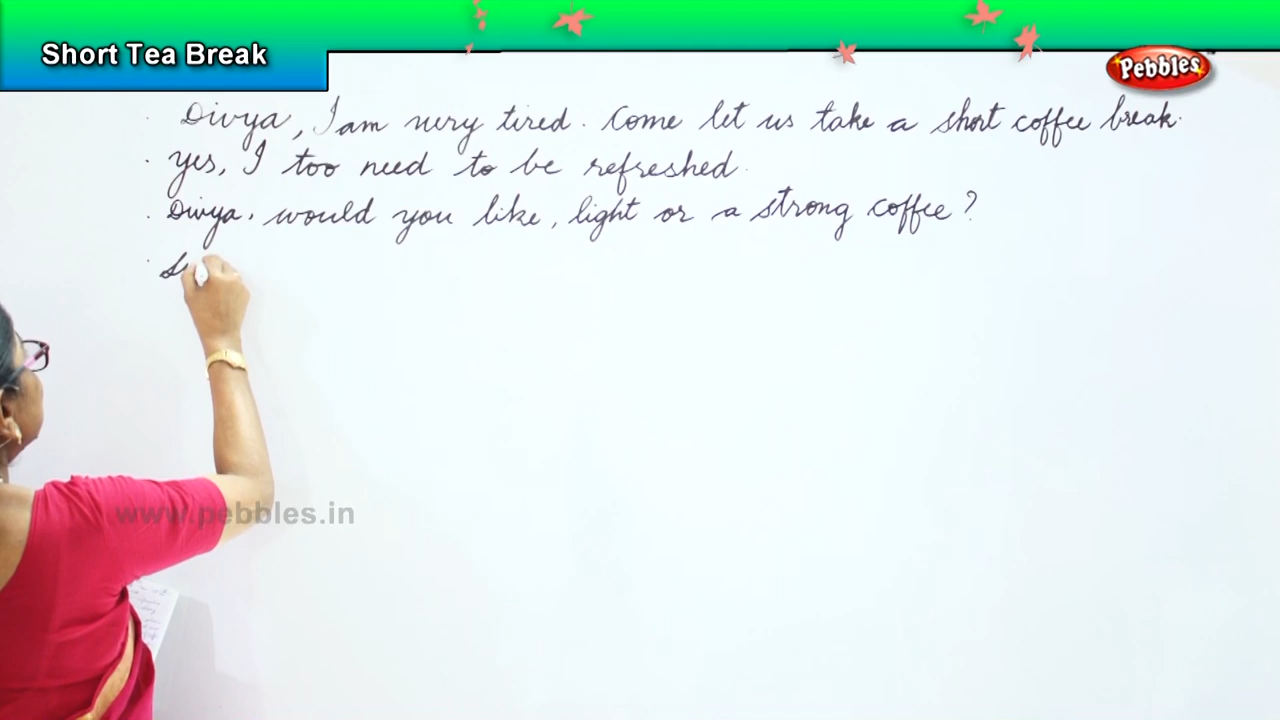 Short Tea Break
Pebbles
Divya, I am very tired. Come let us take a short coffee break.
yes, I too need to be refreshed.
Divya, would you like, light or a strong coffee?
www.pebbles.in